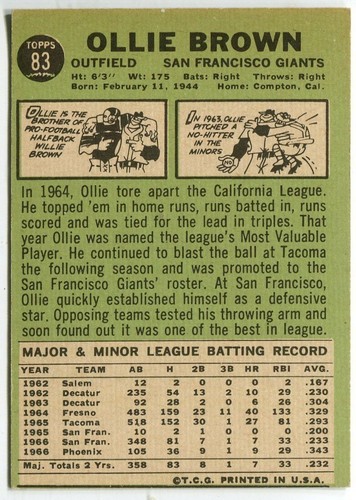 TOPPS
83
OLLIE BROWN
OUTFIELD SAN FRANCISCO GIANTS
Ht: 6'3" Wt: 175 Bats: Right Throws: Right
Born: February 11, 1944 Home: Compton, Cal.
OLLIE IS THE
BROTHER OF
PRO-FOOTBALL
HALFBACK
WILLIE
BROWN
IN 1963, OLLIE
PITCHED A
NO-HITTER
IN THE
MINORS
NO
In 1964, Ollie tore apart the California League.
He topped 'em in home runs, runs batted in, runs
scored and was tied for the lead in triples. That
year Ollie was named the league's Most Valuable
Player. He continued to blast the ball at Tacoma
the following season and was promoted to the
San Francisco Giants' roster. At San Francisco,
Ollie quickly established himself as a defensive
star. Opposing teams tested his throwing arm and
soon found out it was one of the best in league.
MAJOR & MINOR LEAGUE BATTING RECORD
YEAR TEAM AB H 2B 3B HR RBI AVG.
1962 Salem 12 2 0 0 0 2 .167
1962 Decatur 235 54 13 2 10 29 .230
1963 Decatur 92 28 2 0 6 26 .304
1964 Fresno 483 159 23 11 40 133 .329
1965 Tacoma 518 152 30 1 27 81 .293
1965 San Fran. 10 2 1 0 0 0 .200
1966 San Fran. 348 81 7 1 7 33 .233
1966 Phoenix 105 36 9 1 9 29 .343
Maj. Totals 2 Yrs. 358 83 8 1 7 33 .232
©T.C.G. PRINTED IN U.S.A.